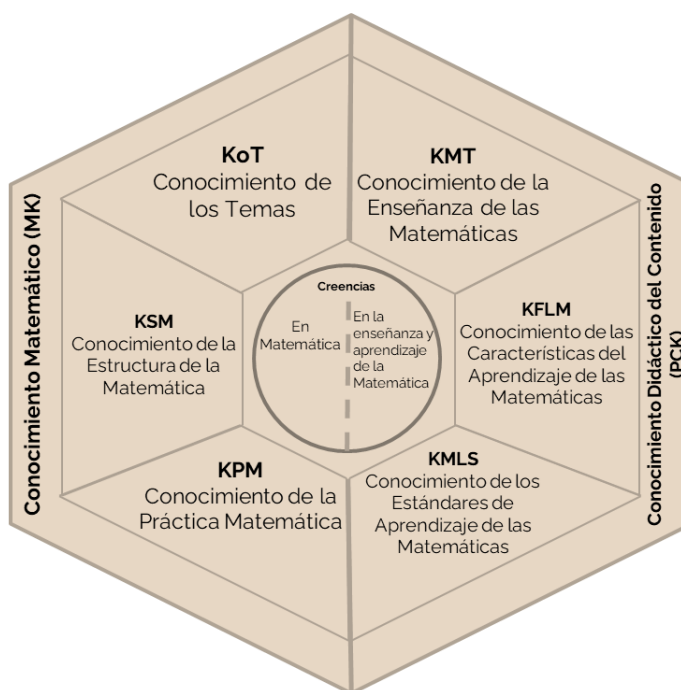 KoT
Conocimiento de
los Temas
KMT
Conocimiento de la
Enseñanza de las
Matemáticas
Conocimiento Matemático (MK)
KSM
Conocimiento de la
Estructura de la
Matemática
Creencias
En
Matemática
En la
enseñanza y
aprendizaje
de la
Matemática
KFLM
Conocimiento de las
Características del
Aprendizaje de las
Matemáticas
Conocimiento Didáctico del Contenido
(PCK)
KPM
Conocimiento de la
Práctica Matemática
KMLS
Conocimiento de los
Estándares de
Aprendizaje de las
Matemáticas